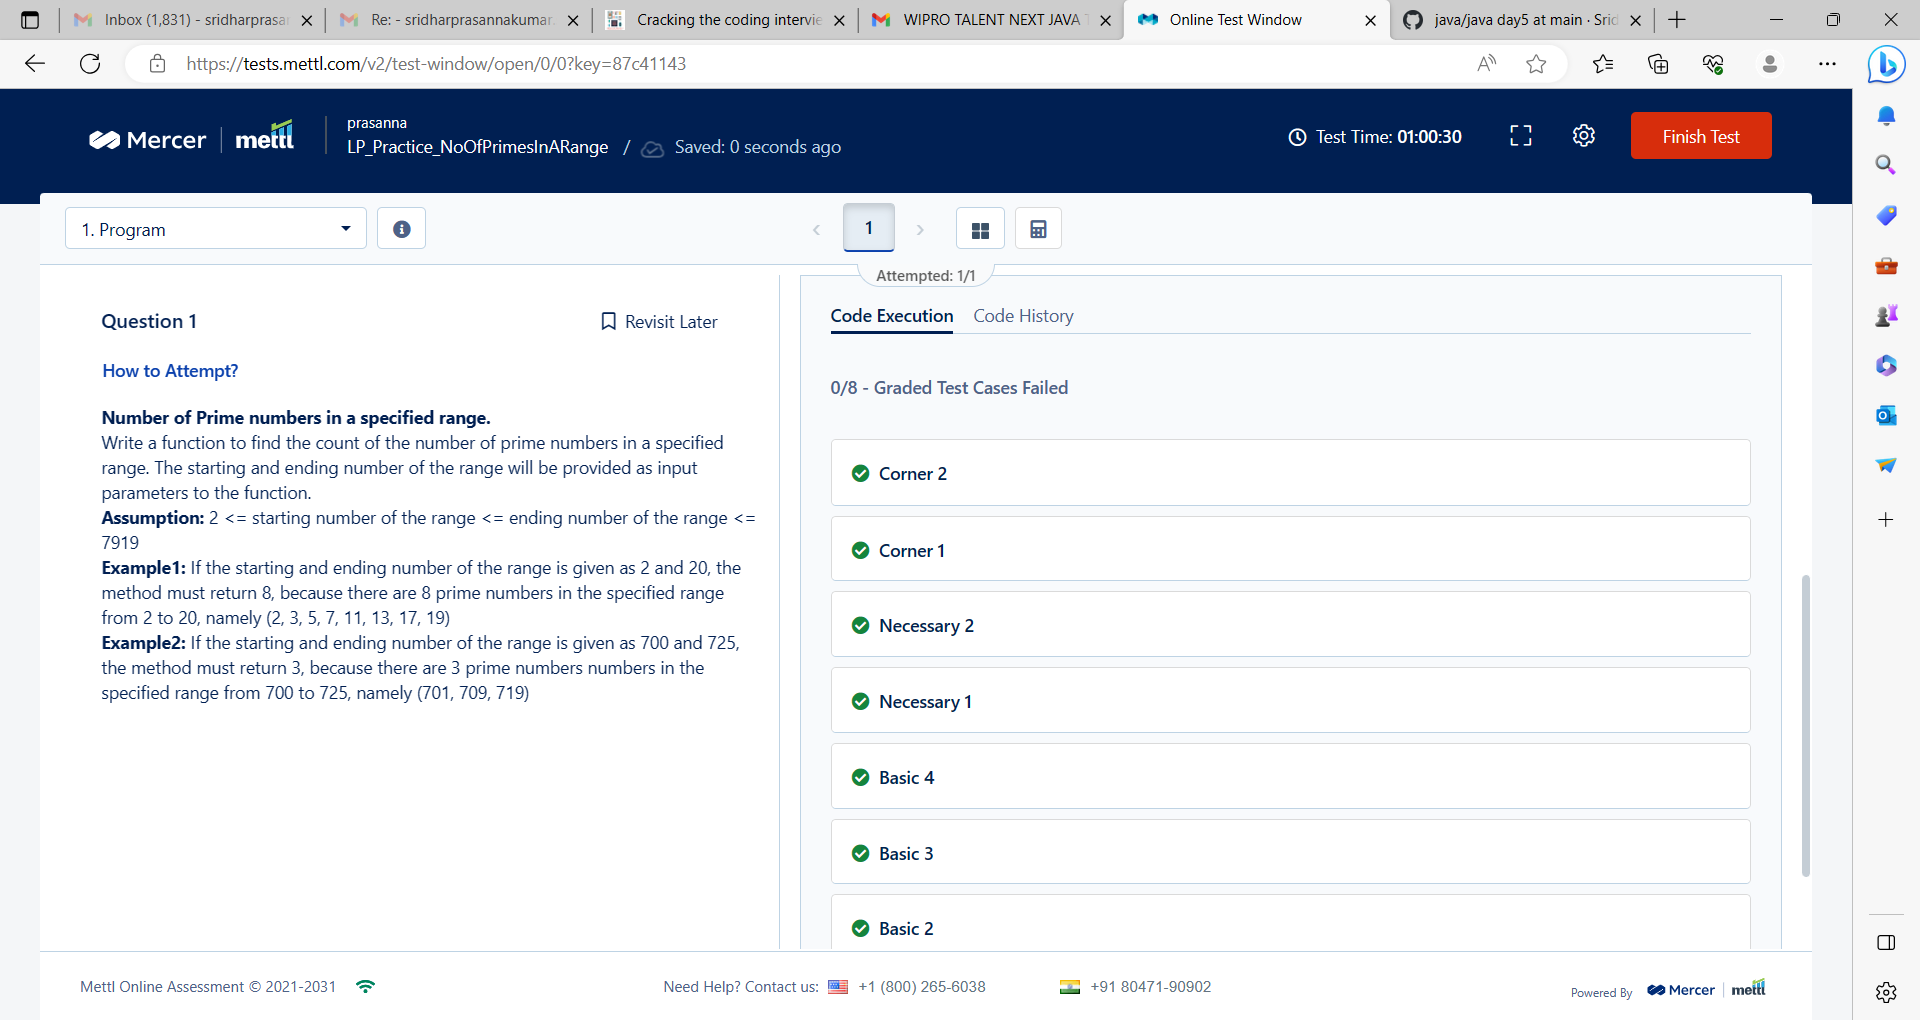 Inbox (1,831) - sridharprasan
Re: - sridharprasannakumar.
Cracking the coding intervie
WIPRO TALENT NEXT JAVA T
Online Test Window
java/java day5 at main · Srid
https://tests.mettl.com/v2/test-window/open/0/0?key=87c41143
Mercer
mettl
prasanna
LP_Practice_NoOfPrimesInARange / Saved: 0 seconds ago
Test Time: 01:00:30
Finish Test
1. Program
1
Attempted: 1/1
Question 1
Revisit Later
How to Attempt?
Number of Prime numbers in a specified range.
Write a function to find the count of the number of prime numbers in a specified
range. The starting and ending number of the range will be provided as input
parameters to the function.
Assumption: 2 <= starting number of the range <= ending number of the range <=
7919
Example1: If the starting and ending number of the range is given as 2 and 20, the
method must return 8, because there are 8 prime numbers in the specified range
from 2 to 20, namely (2, 3, 5, 7, 11, 13, 17, 19)
Example2: If the starting and ending number of the range is given as 700 and 725,
the method must return 3, because there are 3 prime numbers numbers in the
specified range from 700 to 725, namely (701, 709, 719)
Code Execution
Code History
0/8 - Graded Test Cases Failed
Corner 2
Corner 1
Necessary 2
Necessary 1
Basic 4
Basic 3
Basic 2
Mettl Online Assessment © 2021-2031
Need Help? Contact us: +1 (800) 265-6038
+91 80471-90902
Powered By
Mercer
mettl